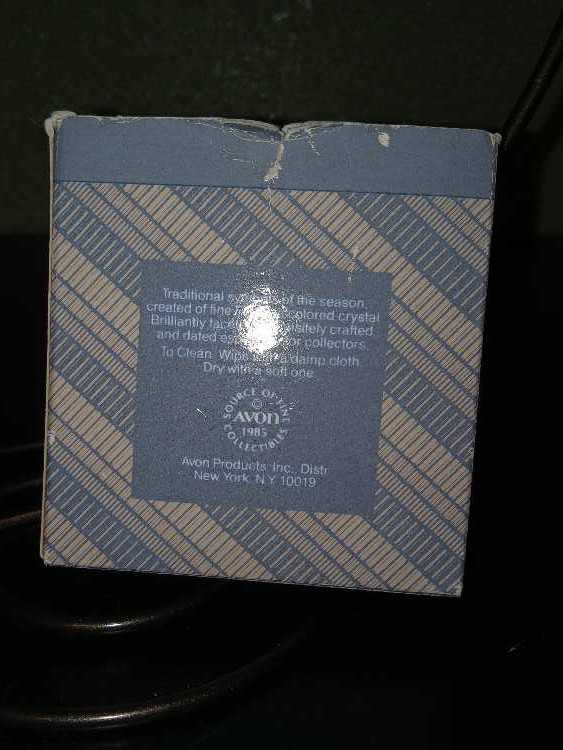 Traditional of the season,
created of fine colored crystal
Brilliantly crafted
and dated for collectors.
To Clean: Wipe a damp cloth.
Dry with a soft one.
SOURCE OF FINE
©
AVON
1985
COLLECTIBLES
Avon Products Inc., Distr
New York, N.Y. 10019